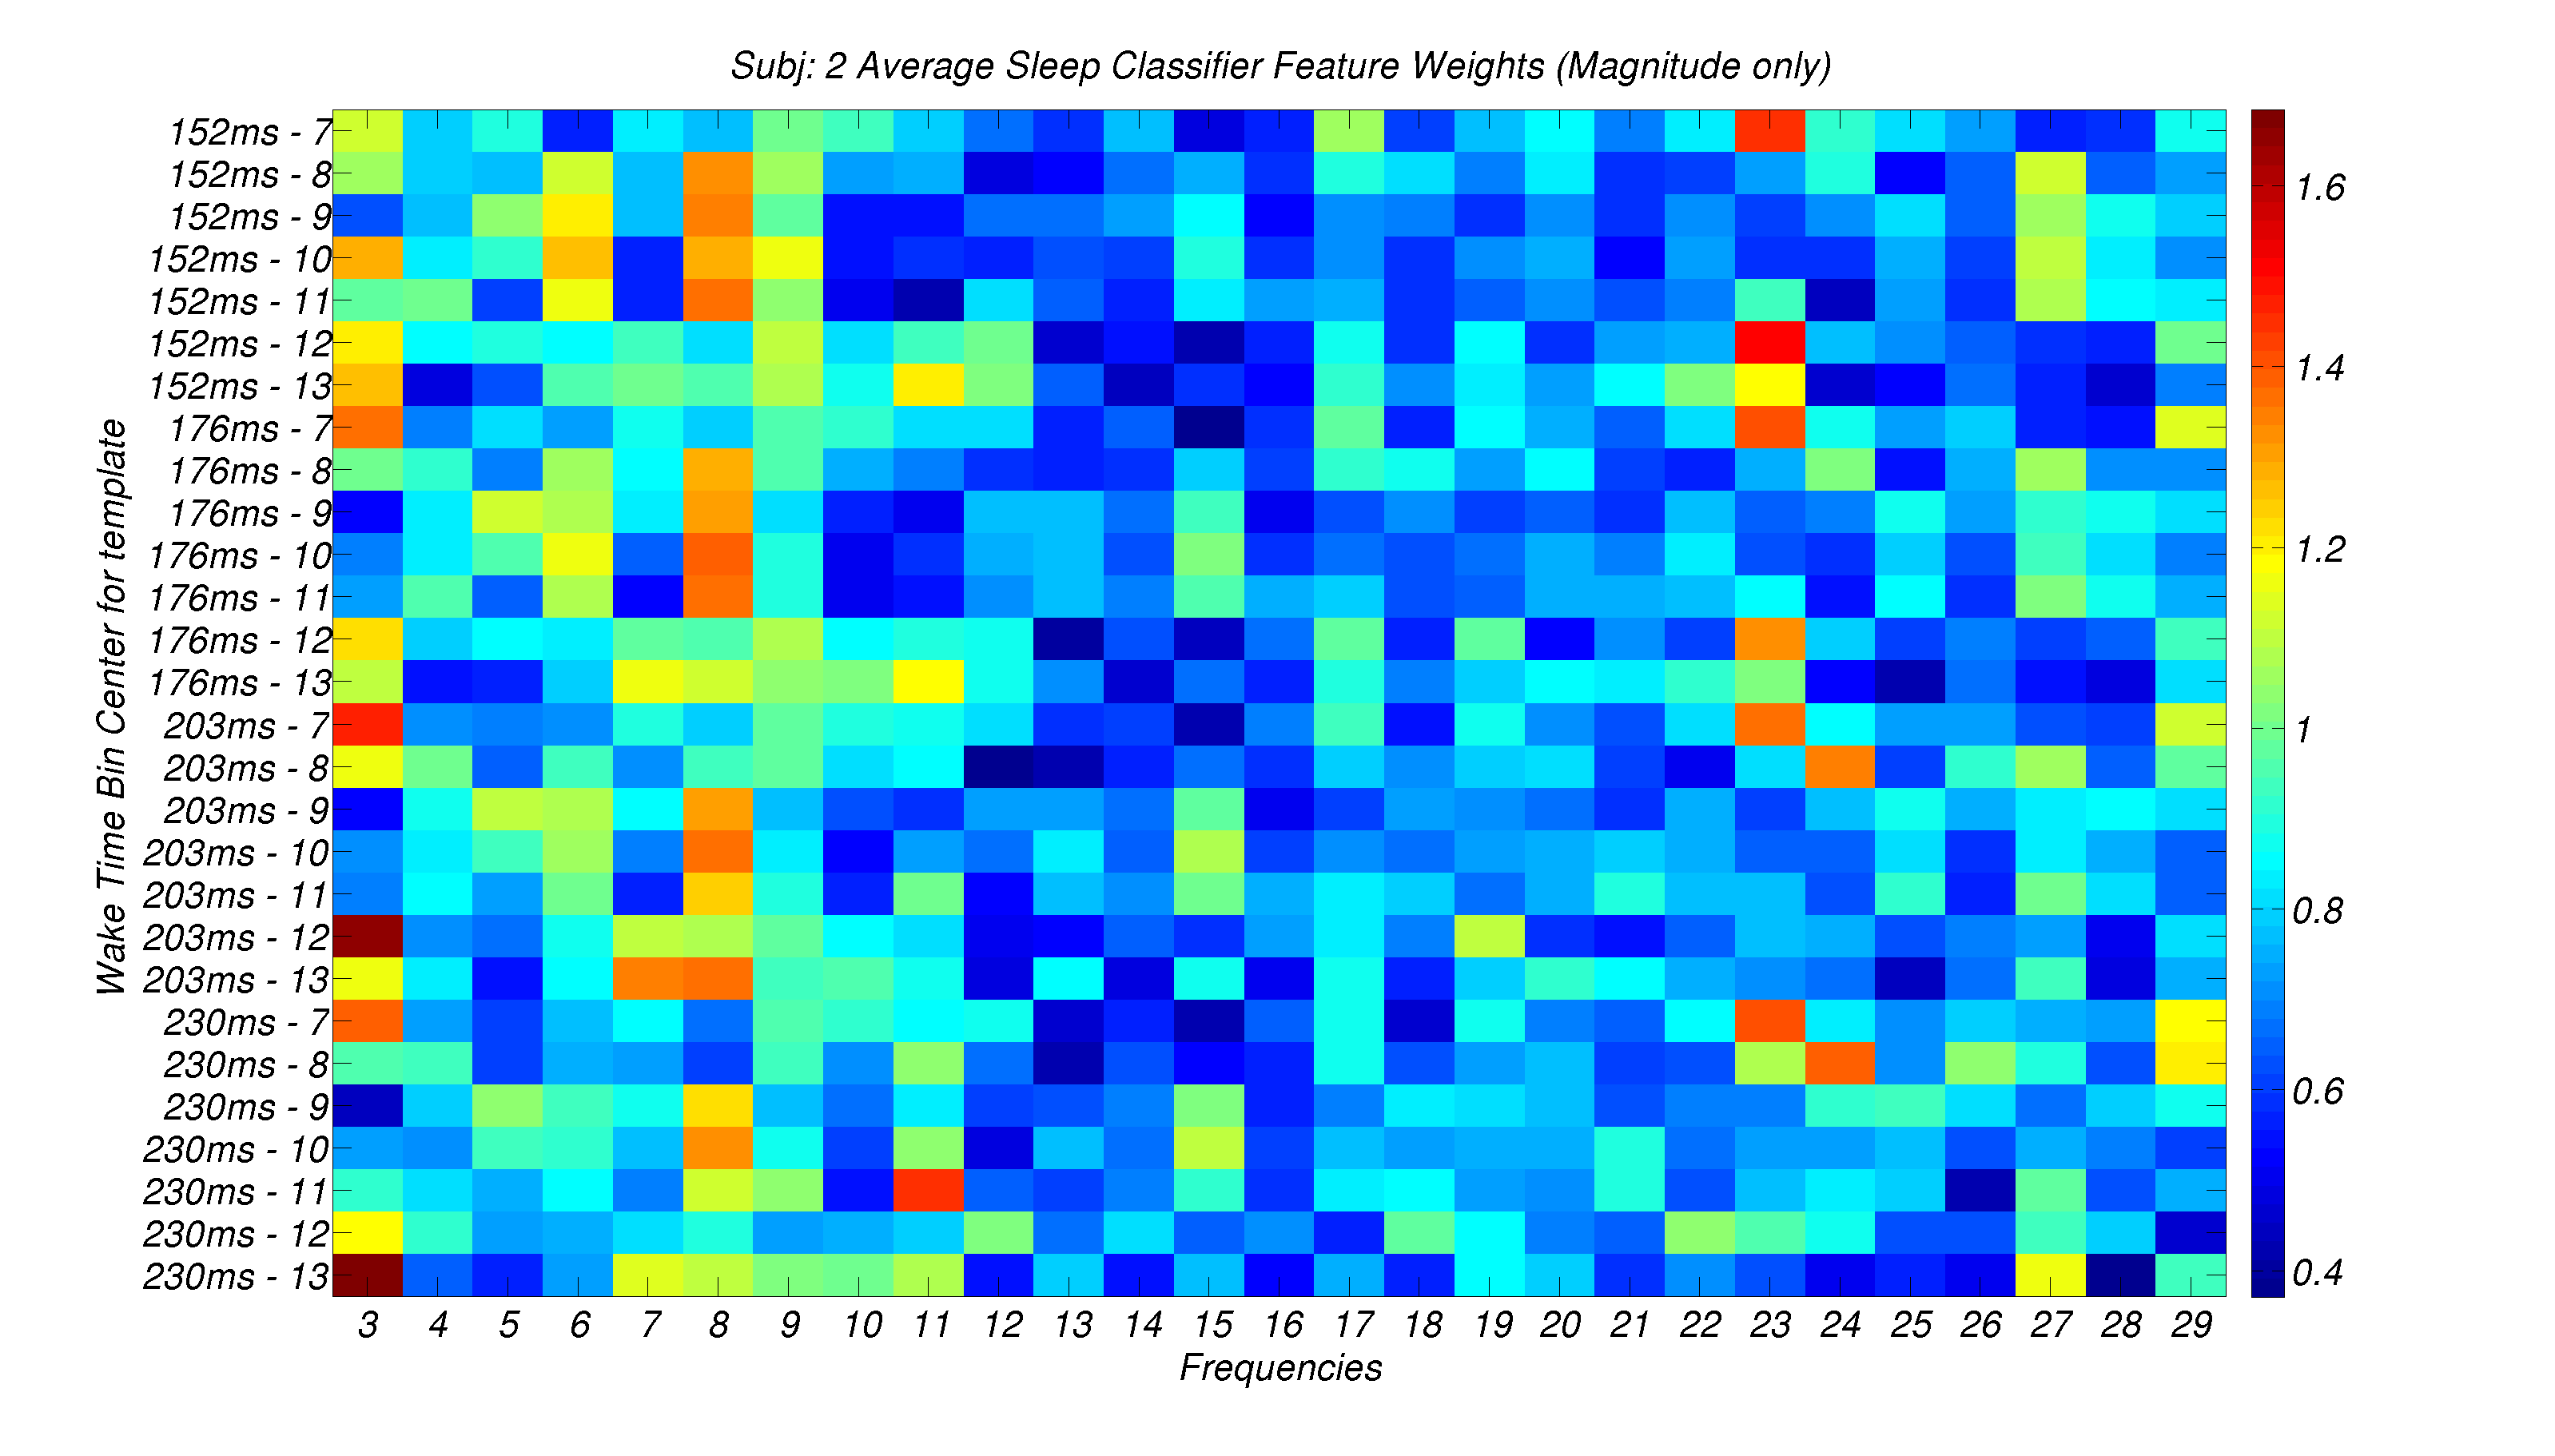 Subj: 2 Average Sleep Classifier Feature Weights (Magnitude only)
Wake Time Bin Center for template
152ms - 7
152ms - 8
152ms - 9
152ms - 10
152ms - 11
152ms - 12
152ms - 13
176ms - 7
176ms - 8
176ms - 9
176ms - 10
176ms - 11
176ms - 12
176ms - 13
203ms - 7
203ms - 8
203ms - 9
203ms - 10
203ms - 11
203ms - 12
203ms - 13
230ms - 7
230ms - 8
230ms - 9
230ms - 10
230ms - 11
230ms - 12
230ms - 13
3 4 5 6 7 8 9 10 11 12 13 14 15 16 17 18 19 20 21 22 23 24 25 26 27 28 29
Frequencies
1.6
1.4
1.2
1
0.8
0.6
0.4